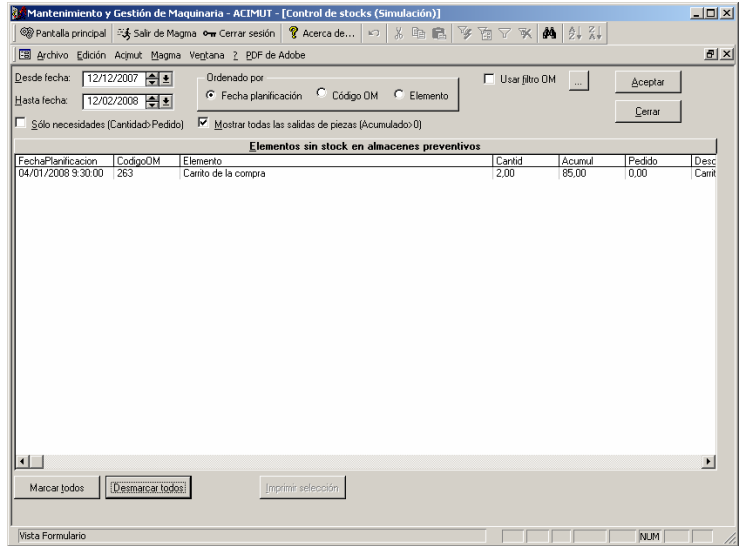 Mantenimiento y Gestión de Maquinaria - ACIMUT - [Control de stocks (Simulación)]
Pantalla principal Salir de Magma Cerrar sesión Acerca de...
Archivo Edición Acimut Magma Ventana ? PDF de Adobe
Desde fecha: 12/12/2007 Ordenado por Usar filtro OM ... Aceptar
Hasta fecha: 12/02/2008 Fecha planificación Código OM Elemento Cerrar
Sólo necesidades (Cantidad>Pedido) Mostrar todas las salidas de piezas (Acumulado>0)
Elementos sin stock en almacenes preventivos
FechaPlanificacion CodigoOM Elemento Cantid Acumul Pedido Desc
04/01/2008 9:30:00 263 Carrito de la compra 2,00 85,00 0,00 Carrit
Marcar todos Desmarcar todos Imprimir selección
Vista Formulario NUM